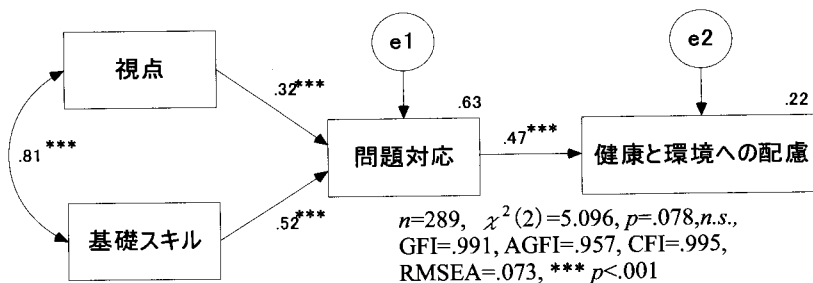 e1
e2
視点
.32***
.63
.22
.81***
問題対応
.47***
健康と環境への配慮
基礎スキル
.52***
n=289, χ²(2)=5.096, p=.078,n.s.,
GFI=.991, AGFI=.957, CFI=.995,
RMSEA=.073, *** p<.001